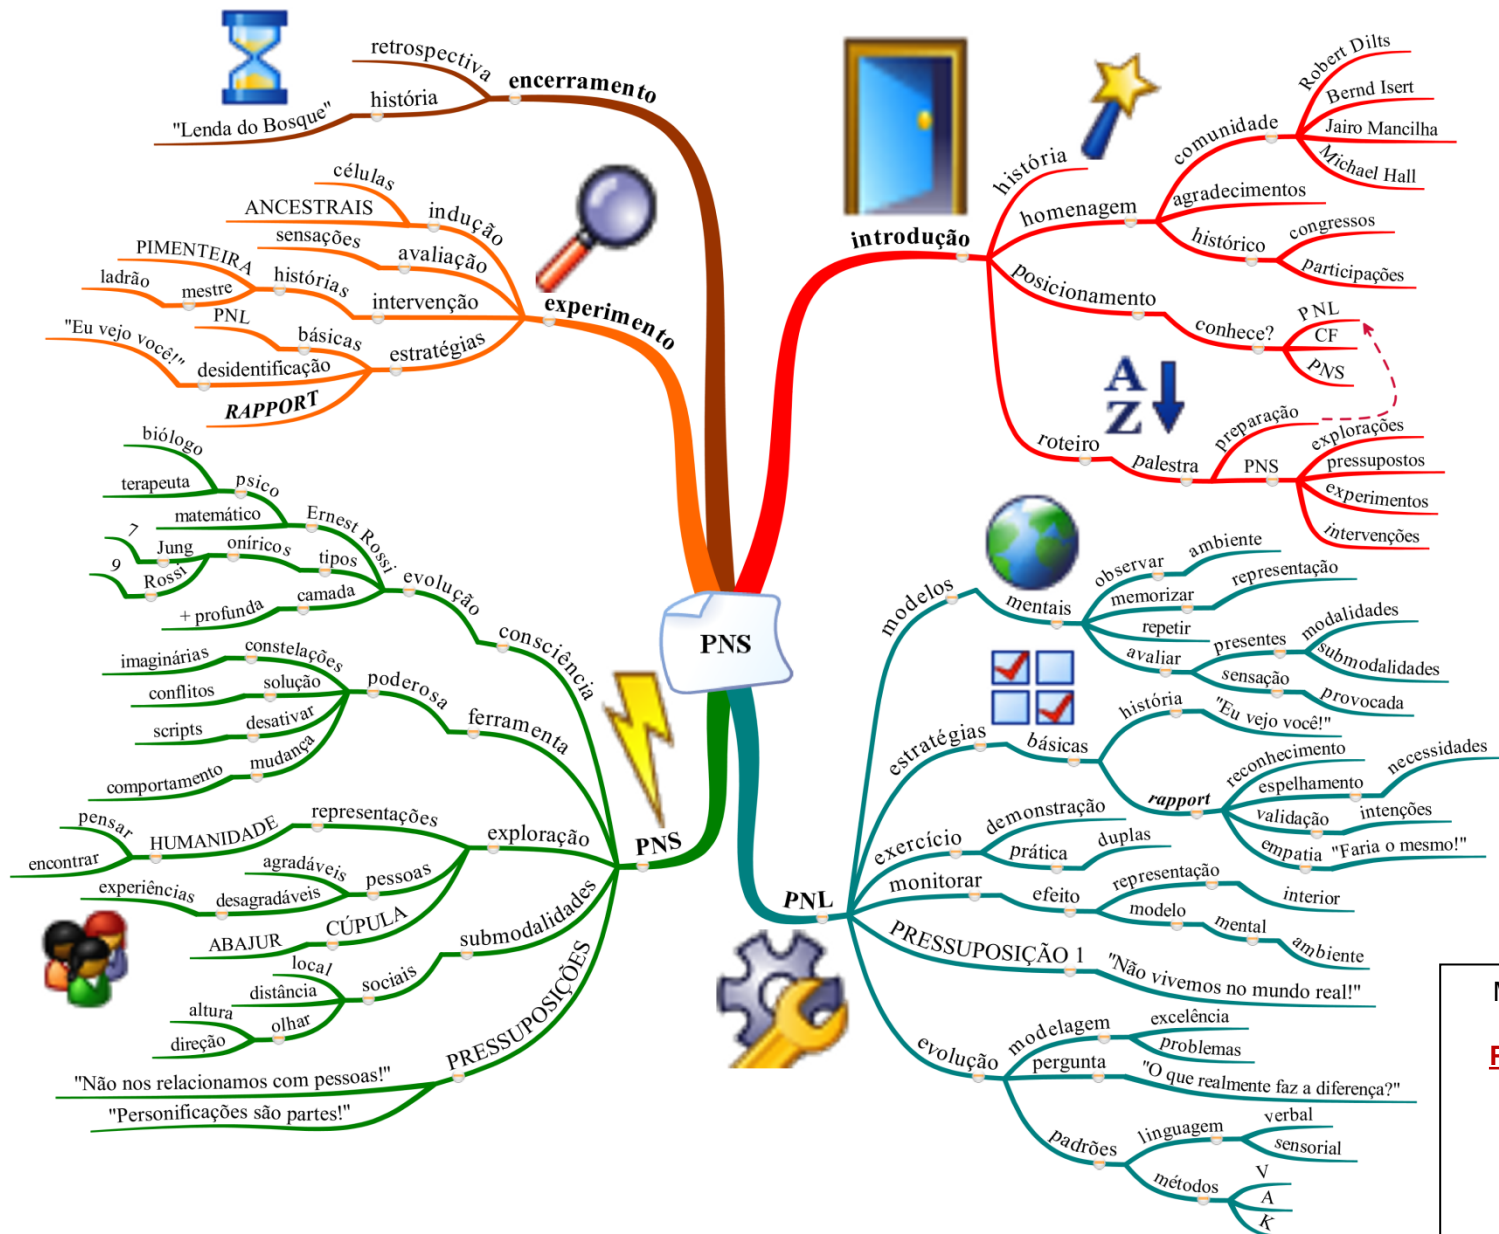 PNS
introdução
história
homenagem
comunidade
Robert Dilts
Bernd Isert
Jairo Mancilha
Michael Hall
agradecimentos
histórico
congressos
participações
posicionamento
conhece?
PNL
CF
PNS
roteiro
palestra
preparação
PNS
explorações
pressupostos
experimentos
intervenções
A
Z
PNL
modelos
mentais
observar
ambiente
memorizar
representação
repetir
avaliar
presentes
modalidades
submodalidades
sensação
provocada
estratégias
básicas
história
"Eu vejo você!"
rapport
reconhecimento
espelhamento
necessidades
validação
intenções
empatia
"Faria o mesmo!"
exercício
demonstração
prática
duplas
monitorar
efeito
representação
interior
modelo
mental
ambiente
PRESSUPOSIÇÃO 1
"Não vivemos no mundo real!"
evolução
modelagem
excelência
problemas
pergunta
"O que realmente faz a diferença?"
padrões
linguagem
verbal
sensorial
métodos
V
A
K
PNS
consciência
evolução
Ernest Rossi
psico
biólogo
terapeuta
matemático
tipos
oníricos
Jung
7
Rossi
9
camada
+ profunda
ferramenta
poderosa
constelações
imaginárias
solução
conflitos
desativar
scripts
mudança
comportamento
exploração
representações
HUMANIDADE
pensar
encontrar
pessoas
agradáveis
desagradáveis
experiências
CÚPULA
ABAJUR
submodalidades
sociais
local
distância
olhar
altura
direção
PRESSUPOSIÇÕES
"Não nos relacionamos com pessoas!"
"Personificações são partes!"
experimento
indução
células
ANCESTRAIS
avaliação
sensações
intervenção
histórias
PIMENTEIRA
mestre
ladrão
estratégias
básicas
PNL
desidentificação
"Eu vejo você!"
RAPPORT
encerramento
retrospectiva
história
"Lenda do Bosque"